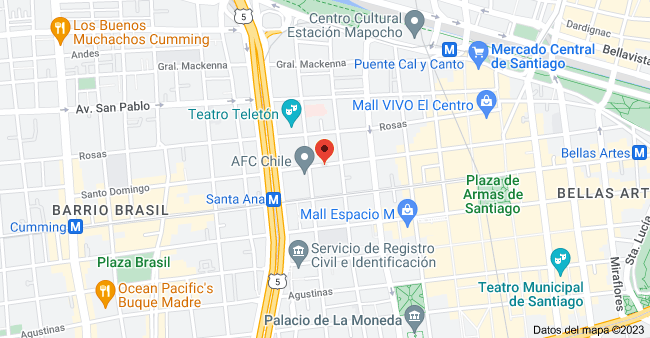 Los Buenos
Muchachos Cumming
Andes
Gral. Mackenna
Av. San Pablo
Rosas
Santo Domingo
BARRIO BRASIL
Cumming M
Plaza Brasil
Ocean Pacific's
Buque Madre
Agustinas
5
Centro Cultural
Estación Mapocho
Gral. Mackenna
Teatro Teletón
AFC Chile
Santa Ana M
Servicio de Registro
Civil e Identificación
5
Agustinas
Palacio de La Moneda
M
Puente Cal y Canto
Mercado Central
de Santiago
Mall VIVO El Centro
Rosas
Mall Espacio M
Plaza de
Armas de
Santiago
Teatro Municipal
de Santiago
Dardignac
Bellavista
Bellas Artes M
BELLAS ART
Sta. Lucía
Miraflores
Datos del mapa ©2023